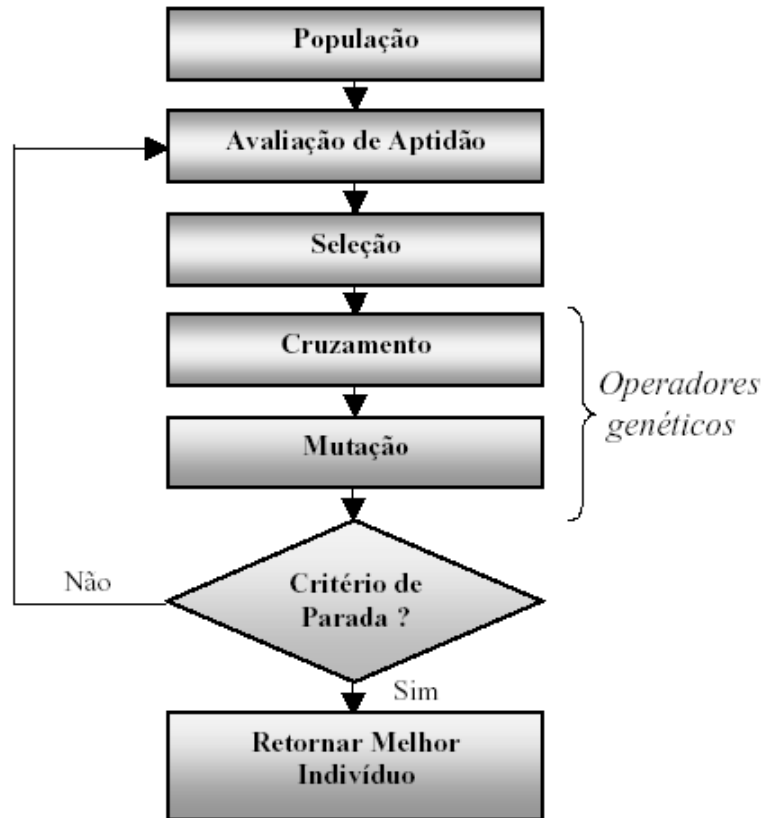 População
Avaliação de Aptidão
Seleção
Cruzamento
Operadores
genéticos
Mutação
Não
Critério de
Parada ?
Sim
Retornar Melhor
Indivíduo